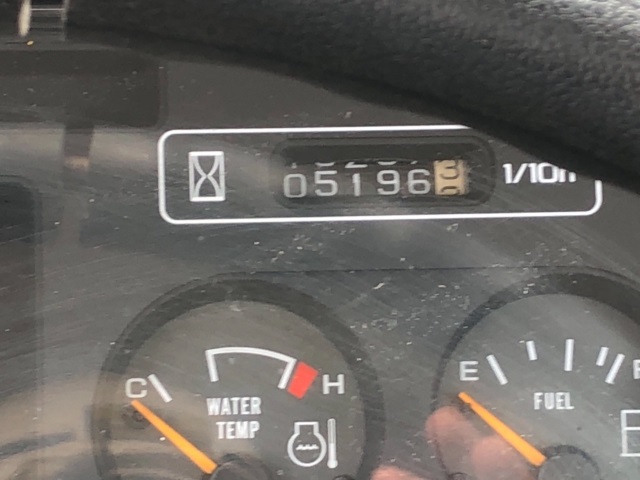 05196 1/10h
C H
WATER
TEMP
E
FUEL